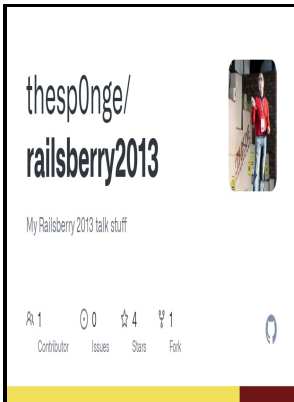 thesp0nge/
railsberry2013
My Railsberry 2013 talk stuff
1 0 4 1
Contributor Issues Stars Fork